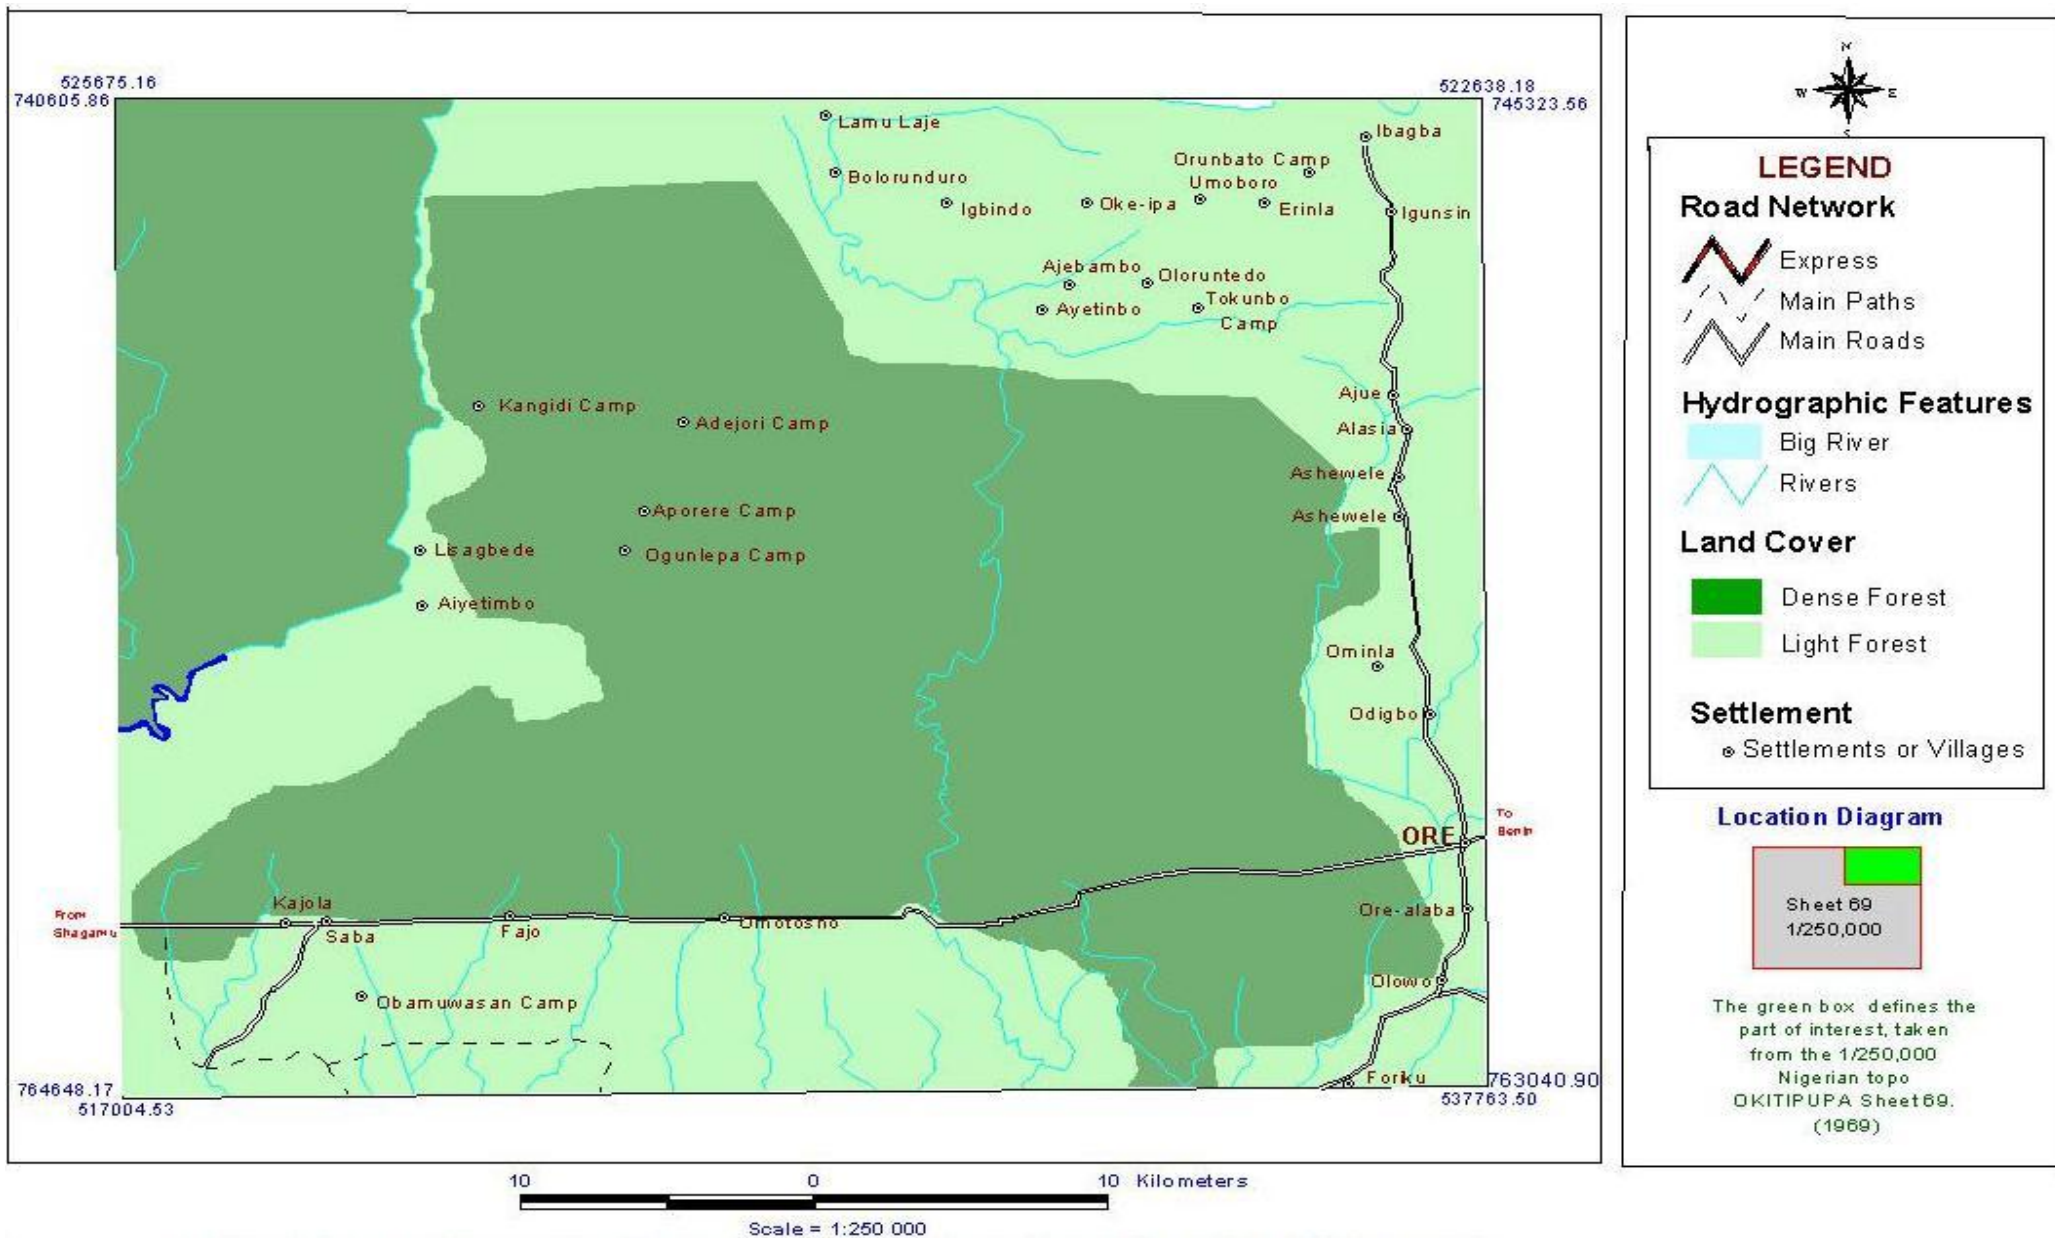 525675.16
740605.86
522638.18
745323.56
Lamu Laje
Ibagba
Orunbato Camp
Bolorunduro
Umoboro
Igbindo
Oke-ipa
Erinla
Igunsin
Ajebambo
Oloruntedo
Ayetinbo
Tokunbo
Camp
Ajue
Kangidi Camp
Adejori Camp
Alasia
Ashewele
Aporere Camp
Ashewele
Lisagbede
Ogunlepa Camp
Aiyetimbo
Ominla
Odigbo
To
Benin
ORE
Kajola
From
Shagamu
Saba
Fajo
Omotosho
Ore-alaba
Olowo
Obamuwasan Camp
Foriku
764648.17
517004.53
763040.90
537763.50
10 0 10 Kilometers
Scale = 1:250 000
N
W E
S
LEGEND
Road Network
Express
Main Paths
Main Roads
Hydrographic Features
Big River
Rivers
Land Cover
Dense Forest
Light Forest
Settlement
Settlements or Villages
Location Diagram
Sheet 69
1/250,000
The green box defines the
part of interest, taken
from the 1/250,000
Nigerian topo
OKITIPUPA Sheet 69.
(1969)